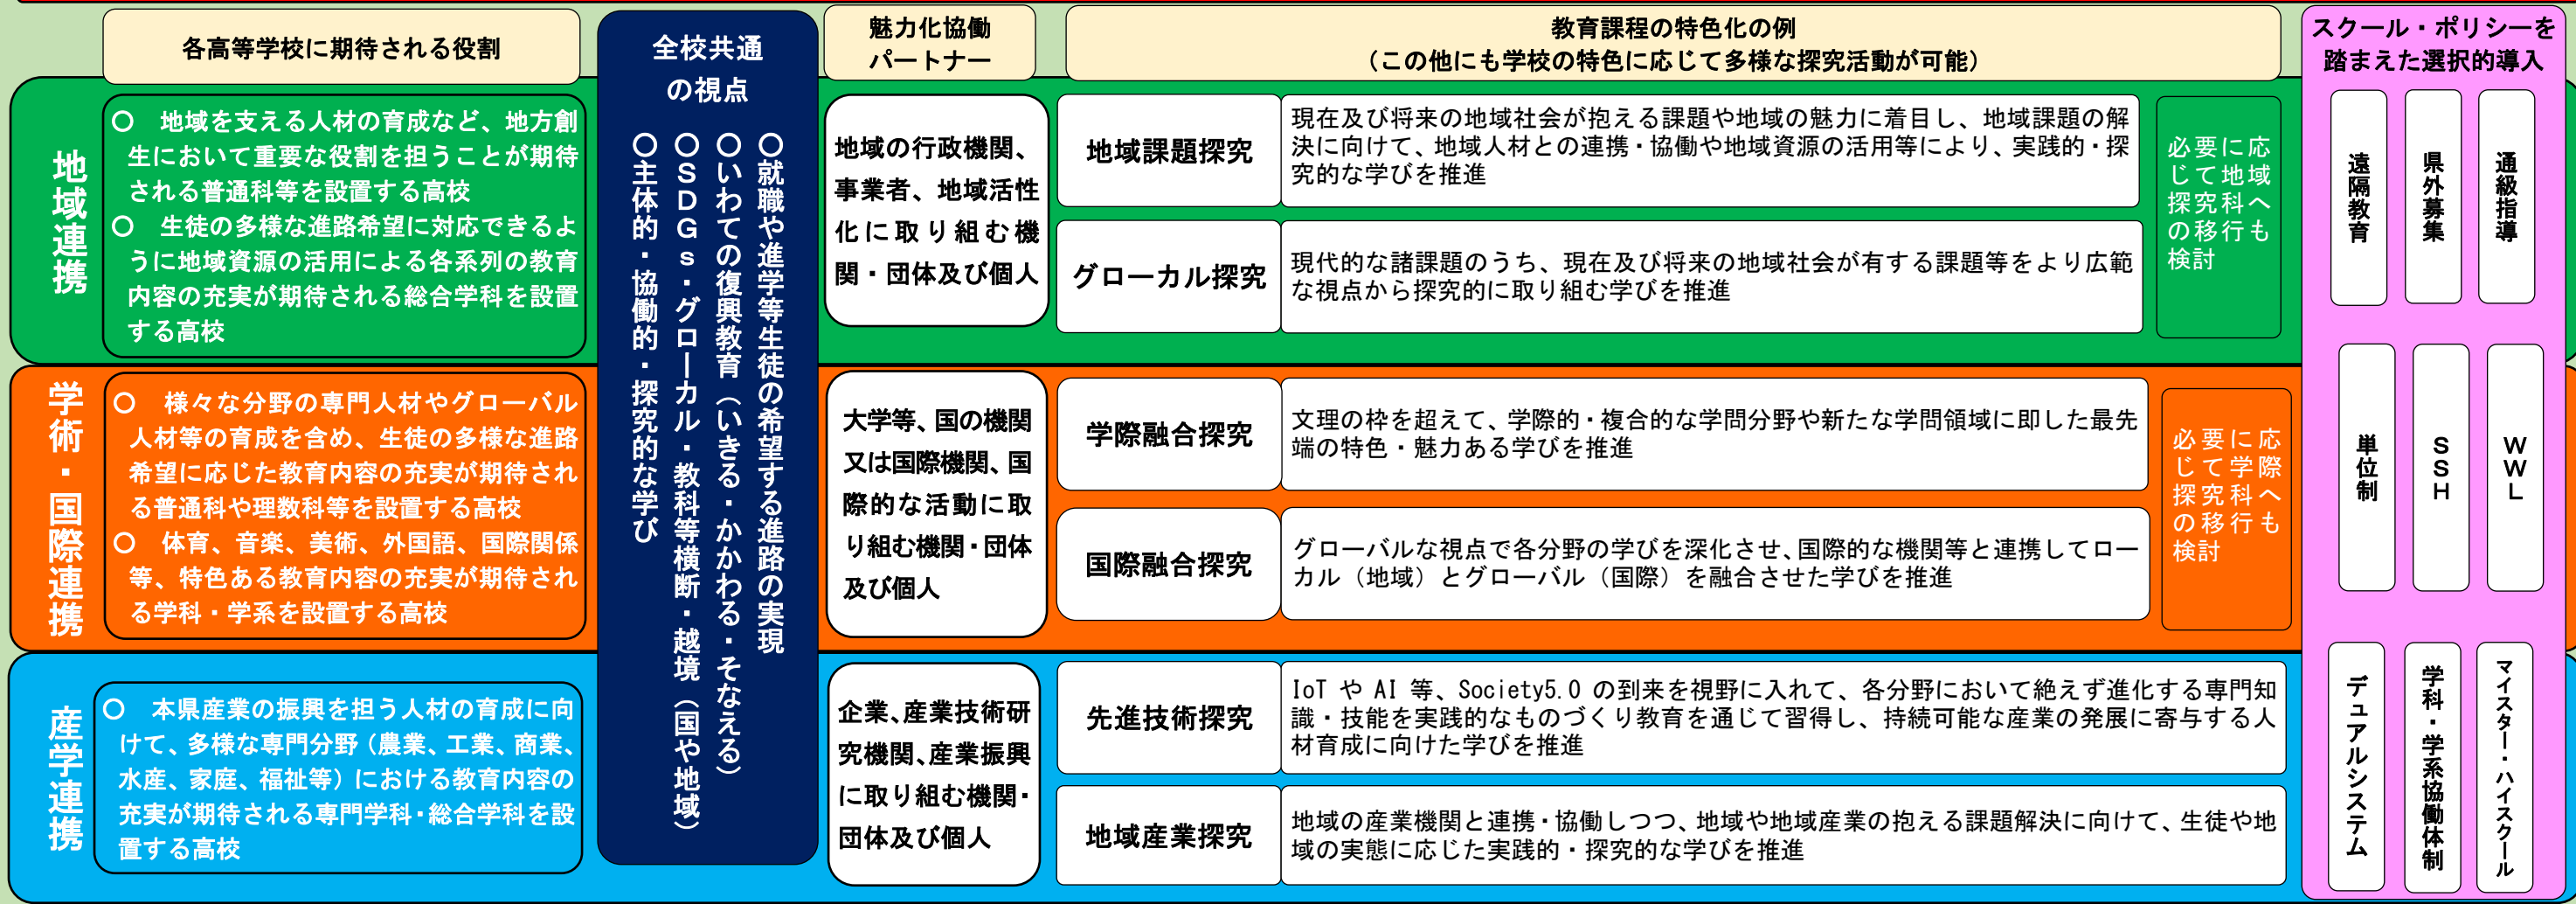 各高等学校に期待される役割
全校共通
の視点
魅力化協働
パートナー
教育課程の特色化の例
（この他にも学校の特色に応じて多様な探究活動が可能）
スクール・ポリシーを
踏まえた選択的導入
地域連携
○　地域を支える人材の育成など、地方創
生において重要な役割を担うことが期待
される普通科等を設置する高校
○　生徒の多様な進路希望に対応できるよ
うに地域資源の活用による各系列の教育
内容の充実が期待される総合学科を設置
する高校
○就職や進学等生徒の希望する進路の実現
○いわての復興教育（いきる・かかわる・そなえる）
○ＳＤＧｓ・グローカル・教科等横断・越境（国や地域）
○主体的・協働的・探究的な学び
地域の行政機関、
事業者、地域活性
化に取り組む機
関・団体及び個人
地域課題探究
現在及び将来の地域社会が抱える課題や地域の魅力に着目し、地域課題の解
決に向けて、地域人材との連携・協働や地域資源の活用等により、実践的・探
究的な学びを推進
グローカル探究
現代的な諸課題のうち、現在及び将来の地域社会が有する課題等をより広範
な視点から探究的に取り組む学びを推進
必要に応
じて地域
探究科へ
の移行も
検討
遠隔教育
県外募集
通級指導
学術・国際連携
○　様々な分野の専門人材やグローバル
人材等の育成を含め、生徒の多様な進路
希望に応じた教育内容の充実が期待され
る普通科や理数科等を設置する高校
○　体育、音楽、美術、外国語、国際関係
等、特色ある教育内容の充実が期待され
る学科・学系を設置する高校
大学等、国の機関
又は国際機関、国
際的な活動に取
り組む機関・団体
及び個人
学際融合探究
文理の枠を超えて、学際的・複合的な学問分野や新たな学問領域に即した最先
端の特色・魅力ある学びを推進
国際融合探究
グローバルな視点で各分野の学びを深化させ、国際的な機関等と連携してロー
カル（地域）とグローバル（国際）を融合させた学びを推進
必要に応
じて学際
探究科へ
の移行も
検討
単位制
ＳＳＨ
ＷＷＬ
産学連携
○　本県産業の振興を担う人材の育成に向
けて、多様な専門分野（農業、工業、商業、
水産、家庭、福祉等）における教育内容の
充実が期待される専門学科・総合学科を設
置する高校
企業、産業技術研
究機関、産業振興
に取り組む機関・
団体及び個人
先進技術探究
IoT や AI 等、Society5.0 の到来を視野に入れて、各分野において絶えず進化する専門知
識・技能を実践的なものづくり教育を通じて習得し、持続可能な産業の発展に寄与する人
材育成に向けた学びを推進
地域産業探究
地域の産業機関と連携・協働しつつ、地域や地域産業の抱える課題解決に向けて、生徒や地
域の実態に応じた実践的・探究的な学びを推進
デュアルシステム
学科・学系協働体制
マイスター・ハイスクール